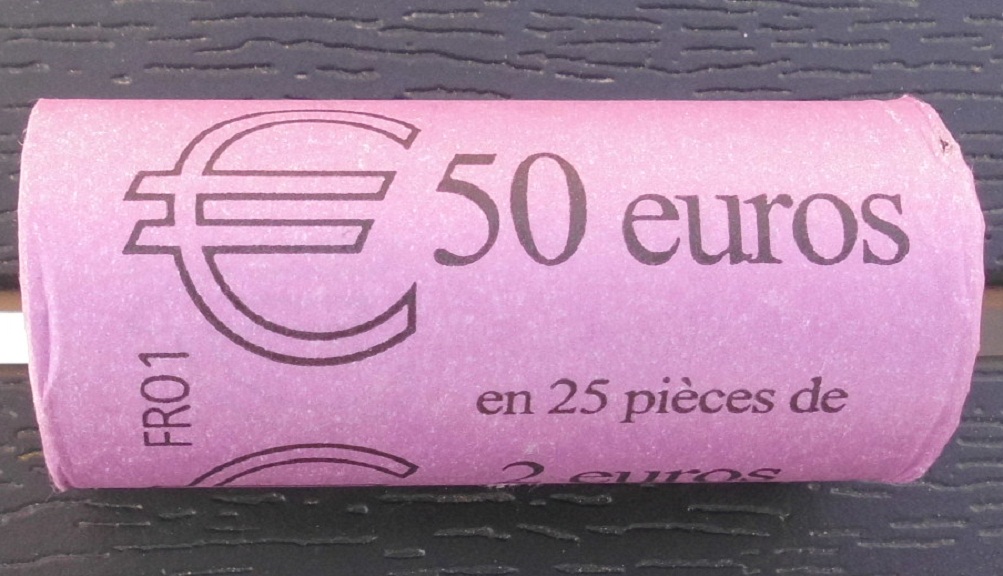 € 50 euros
en 25 pièces de
2 euros
FR01